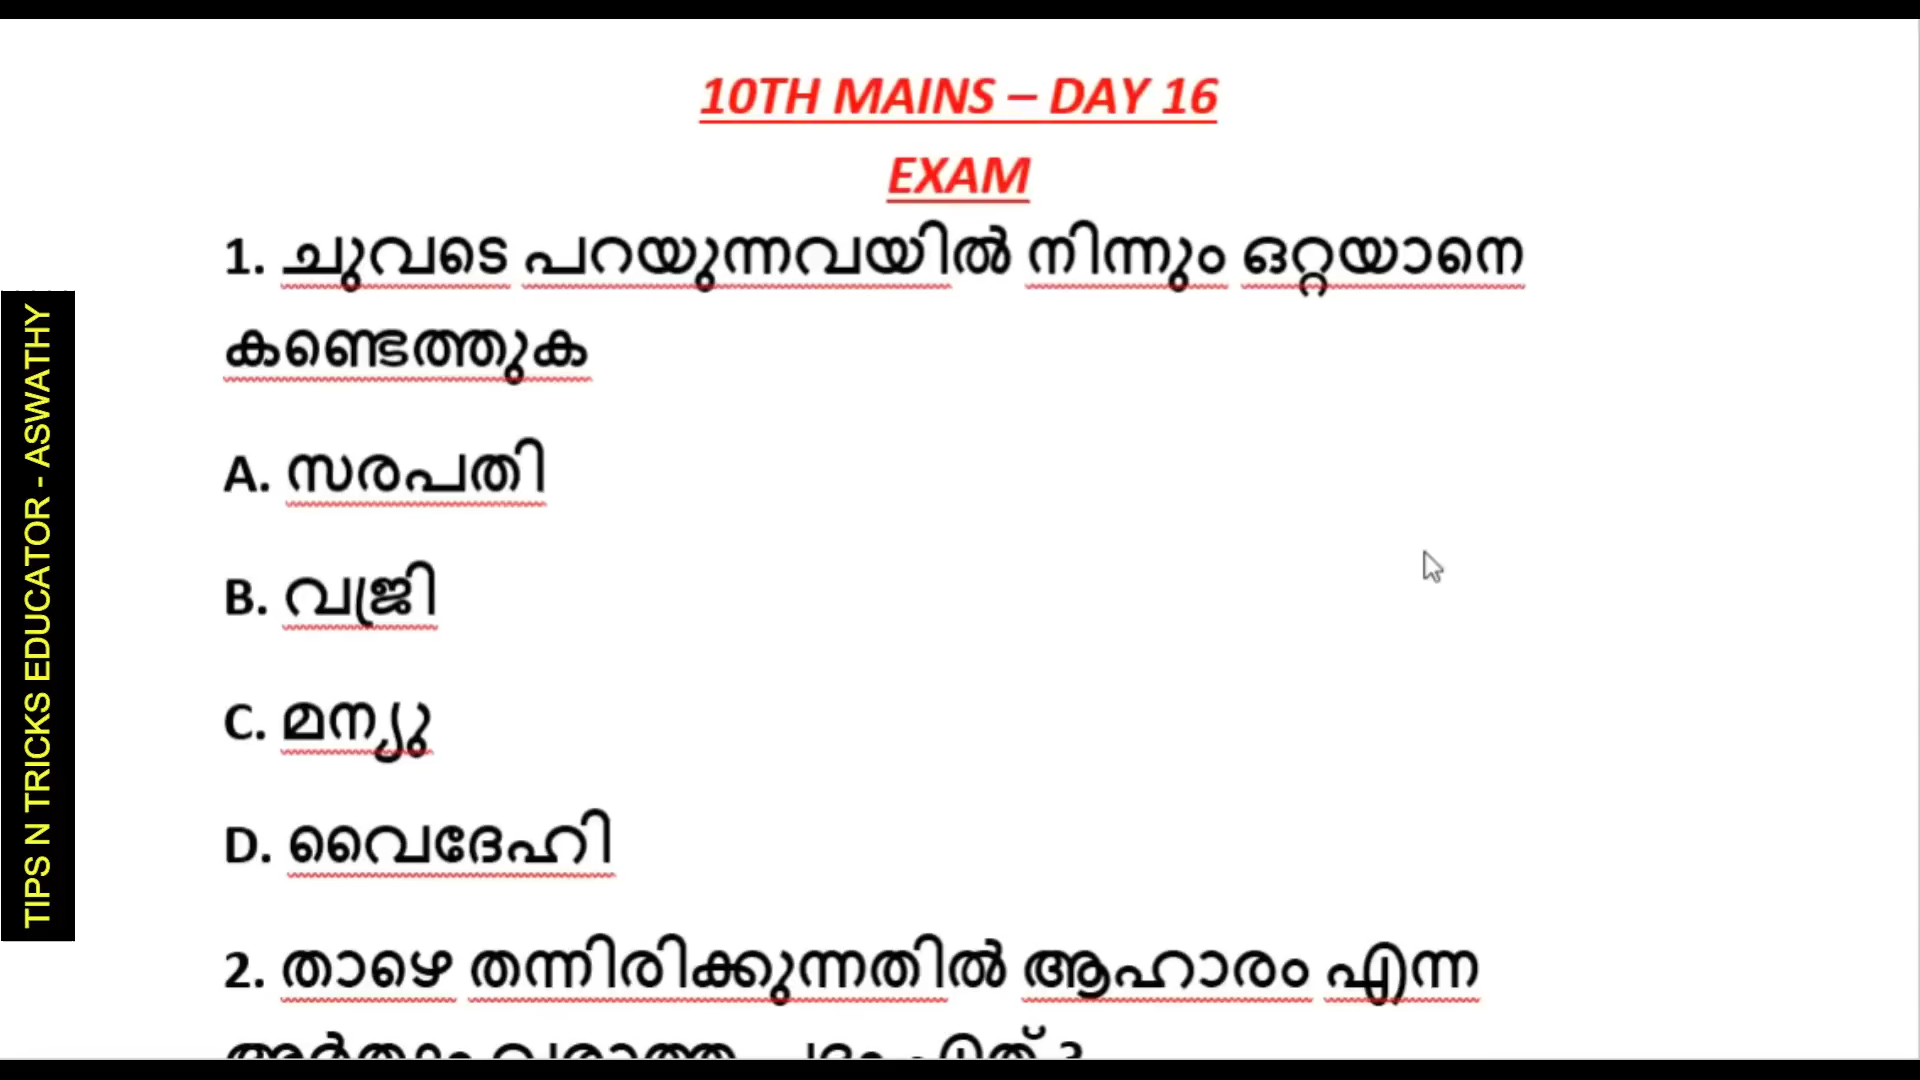 10TH MAINS – DAY 16
EXAM
1. ചുവടെ പറയുന്നവയിൽ നിന്നും ഒറ്റയാനെ
കണ്ടെത്തുക
A. സരപതി
B. വജ്രി
C. മന്യു
D. വൈദേഹി
2. താഴെ തന്നിരിക്കുന്നതിൽ ആഹാരം എന്ന
TIPS N TRICKS EDUCATOR - ASWATHY